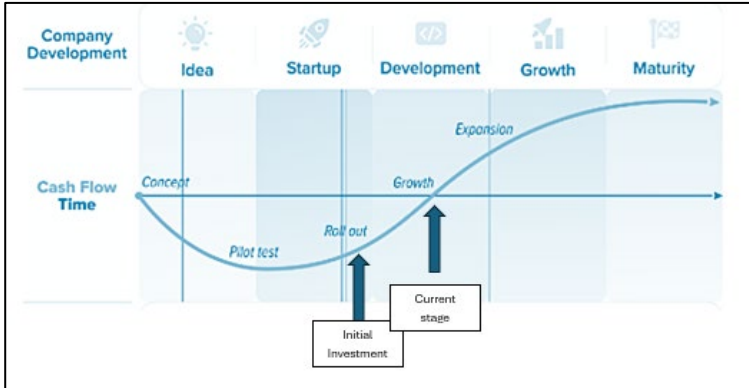 Company
Development
Idea
Startup
Development
Growth
Maturity
Cash Flow
Time
Concept
Pilot test
Roll out
Growth
Expansion
Initial
Investment
Current
stage